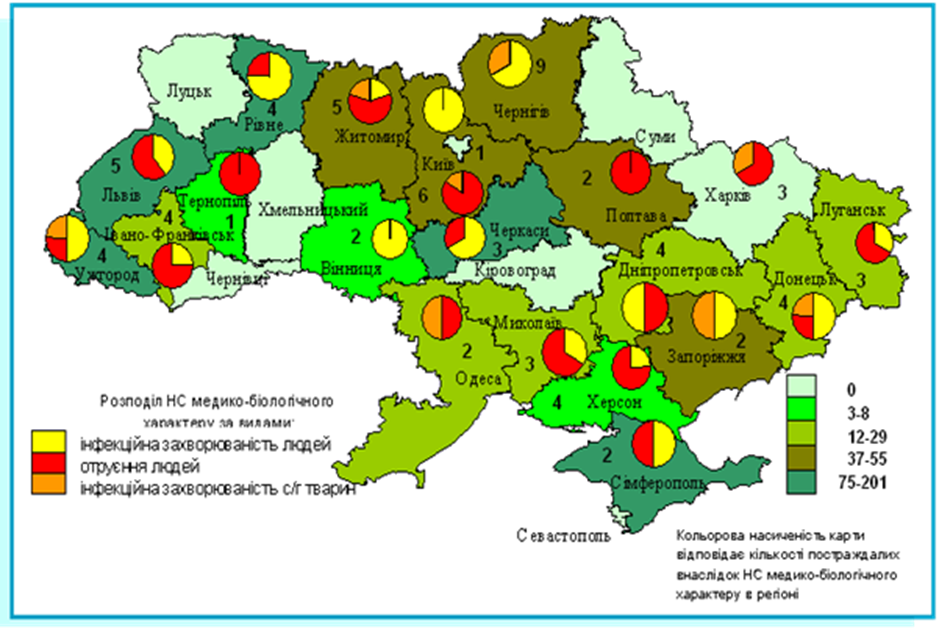 Луцьк
4
Рівне
5
Житомир
9
Чернігів
Суми
1
Київ
6
5
Львів
Тернопіль
1
Хмельницький
2
Полтава
Харків
3
Луганськ
3
4
Івано-Франківськ
4
Ужгород
Чернівці
2
Вінниця
Черкаси
3
Кіровоград
4
Дніпропетровськ
Донецьк
4
2
Запоріжжя
Миколаїв
3
2
Одеса
4
Херсон
2
Сімферополь
Севастополь
Розподіл НС медико-біологічного
характеру за видами:
інфекційна захворюваність людей
отруєння людей
інфекційна захворюваність с/г тварин
0
3-8
12-29
37-55
75-201
Кольорова насиченість карти
відповідає кількості постраждалих
внаслідок НС медико-біологічного
характеру в регіоні